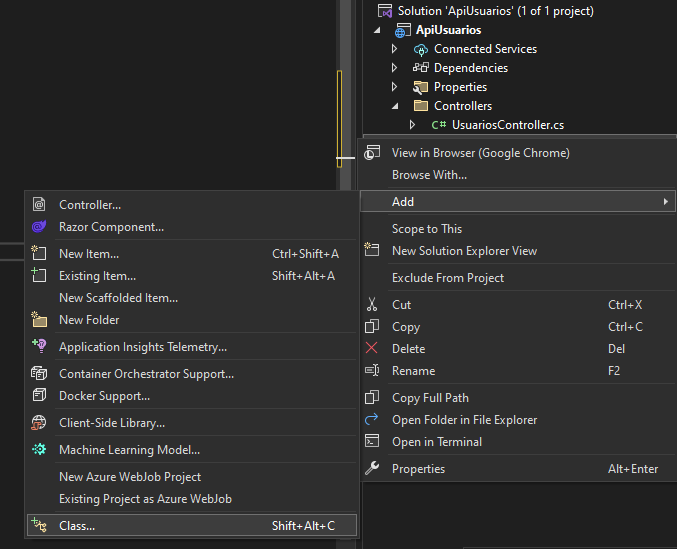 Solution 'ApiUsuarios' (1 of 1 project)
ApiUsuarios
Connected Services
Dependencies
Properties
Controllers
C# UsuariosController.cs
View in Browser (Google Chrome)
Browse With...
Add
Scope to This
New Solution Explorer View
Exclude From Project
Cut Ctrl+X
Copy Ctrl+C
Delete Del
Rename F2
Copy Full Path
Open Folder in File Explorer
Open in Terminal
Properties Alt+Enter
Controller...
Razor Component...
New Item... Ctrl+Shift+A
Existing Item... Shift+Alt+A
New Scaffolded Item...
New Folder
Application Insights Telemetry...
Container Orchestrator Support...
Docker Support...
Client-Side Library...
Machine Learning Model...
New Azure WebJob Project
Existing Project as Azure WebJob
Class... Shift+Alt+C